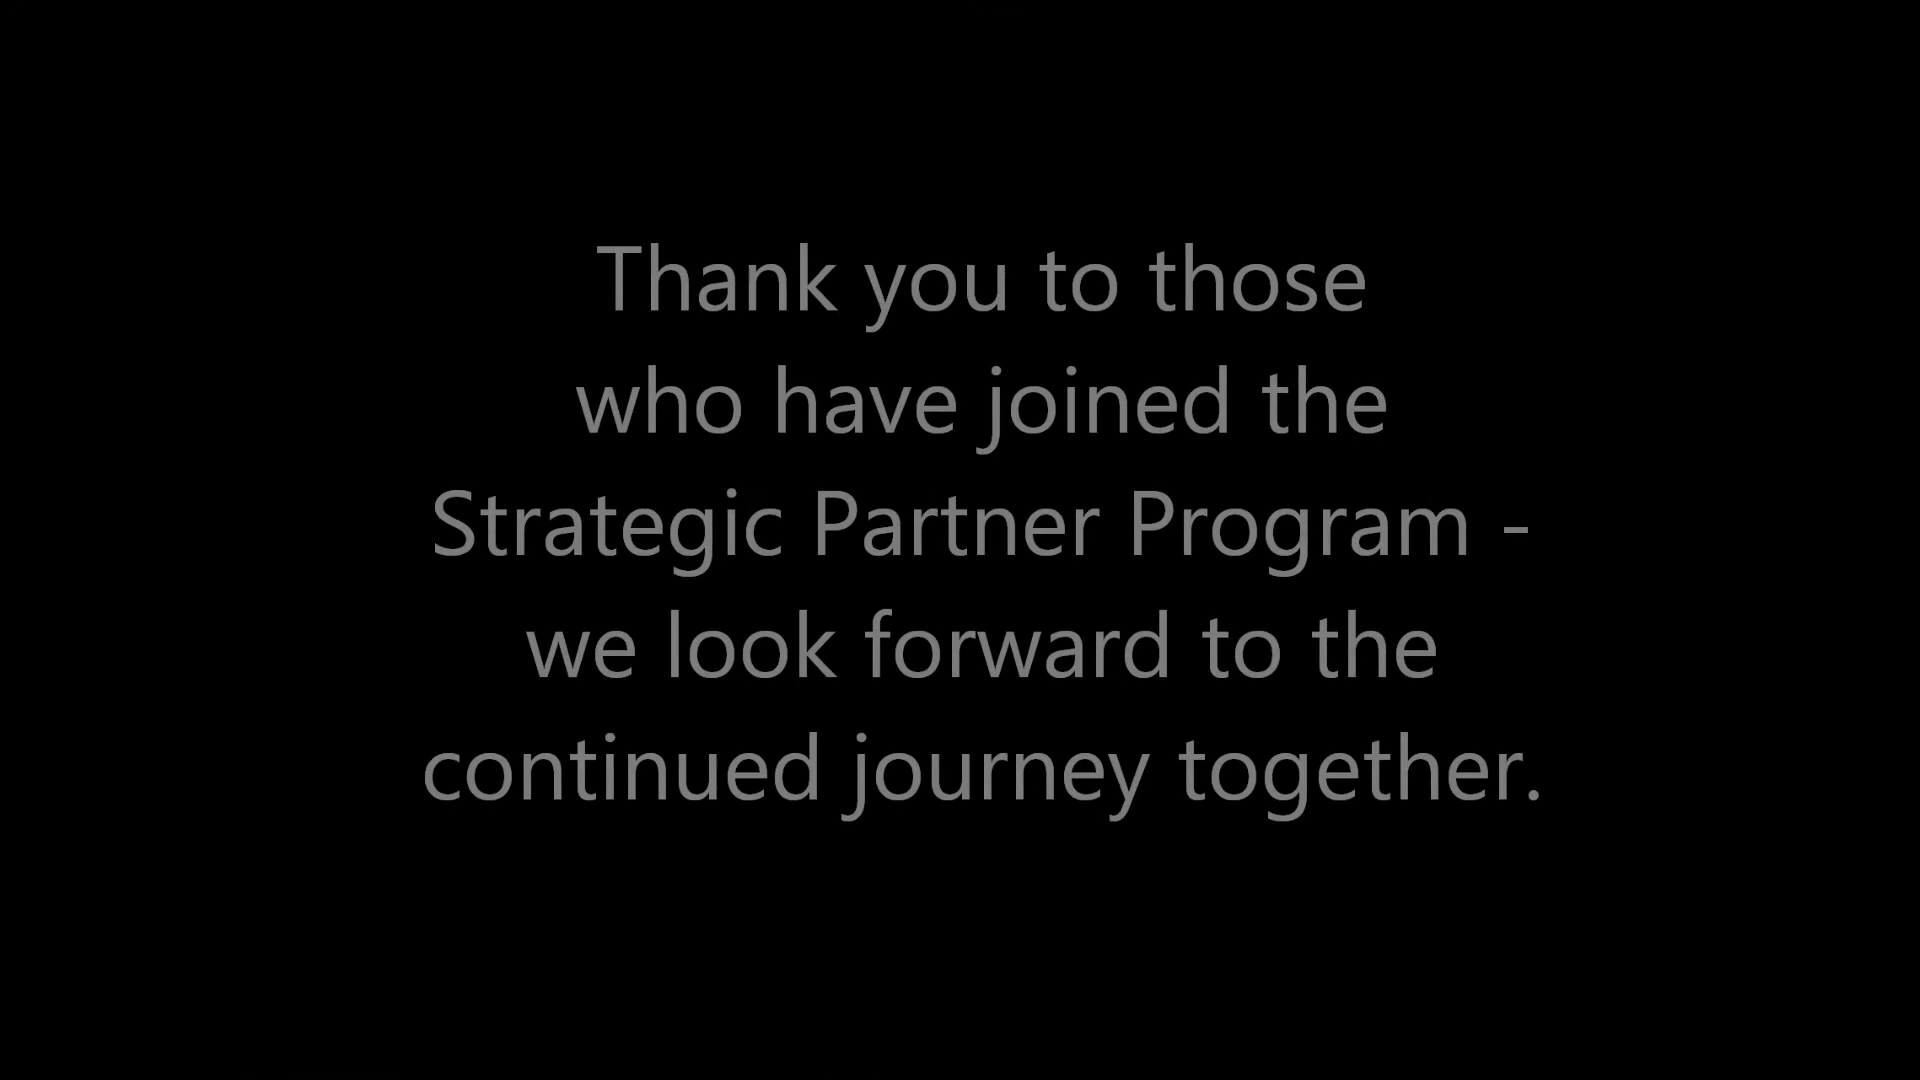 Thank you to those
who have joined the
Strategic Partner Program -
we look forward to the
continued journey together.